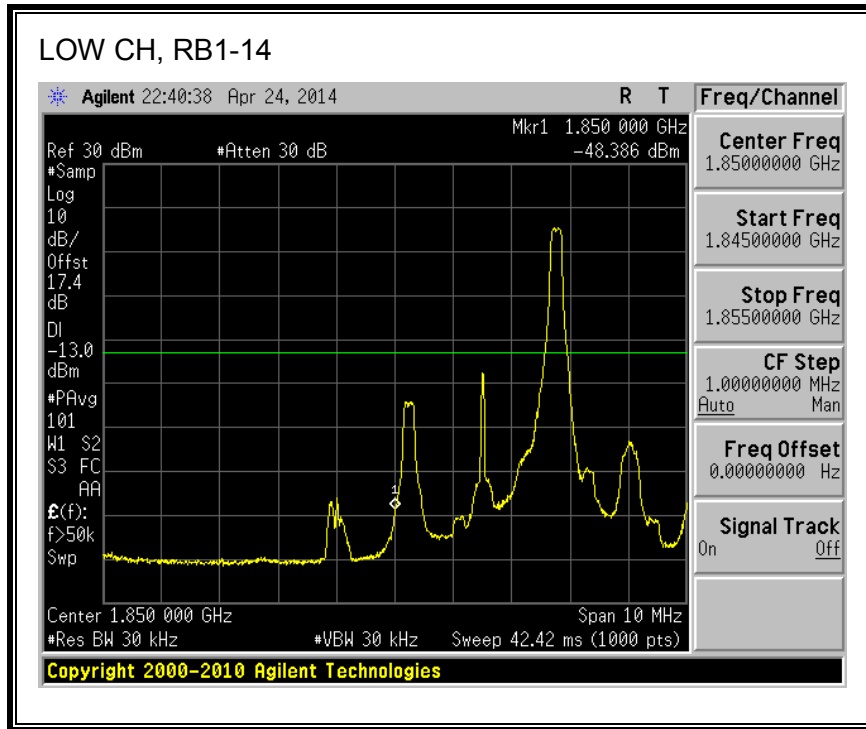 LOW CH, RB1-14
Agilent 22:40:38 Apr 24, 2014 R T Freq/Channel
Mkr1 1.850 000 GHz
Ref 30 dBm #Atten 30 dB -48.386 dBm
#Samp
Log
10
dB/
Offst
17.4
dB
DI
-13.0
dBm
#PAvg
101
W1 S2
S3 FC
AA
£(f):
f>50k
Swp
1
Center 1.850 000 GHz Span 10 MHz
#Res BW 30 kHz #VBW 30 kHz Sweep 42.42 ms (1000 pts)
Center Freq
1.85000000 GHz
Start Freq
1.84500000 GHz
Stop Freq
1.85500000 GHz
CF Step
1.00000000 MHz
Auto Man
Freq Offset
0.00000000 Hz
Signal Track
On Off
Copyright 2000-2010 Agilent Technologies